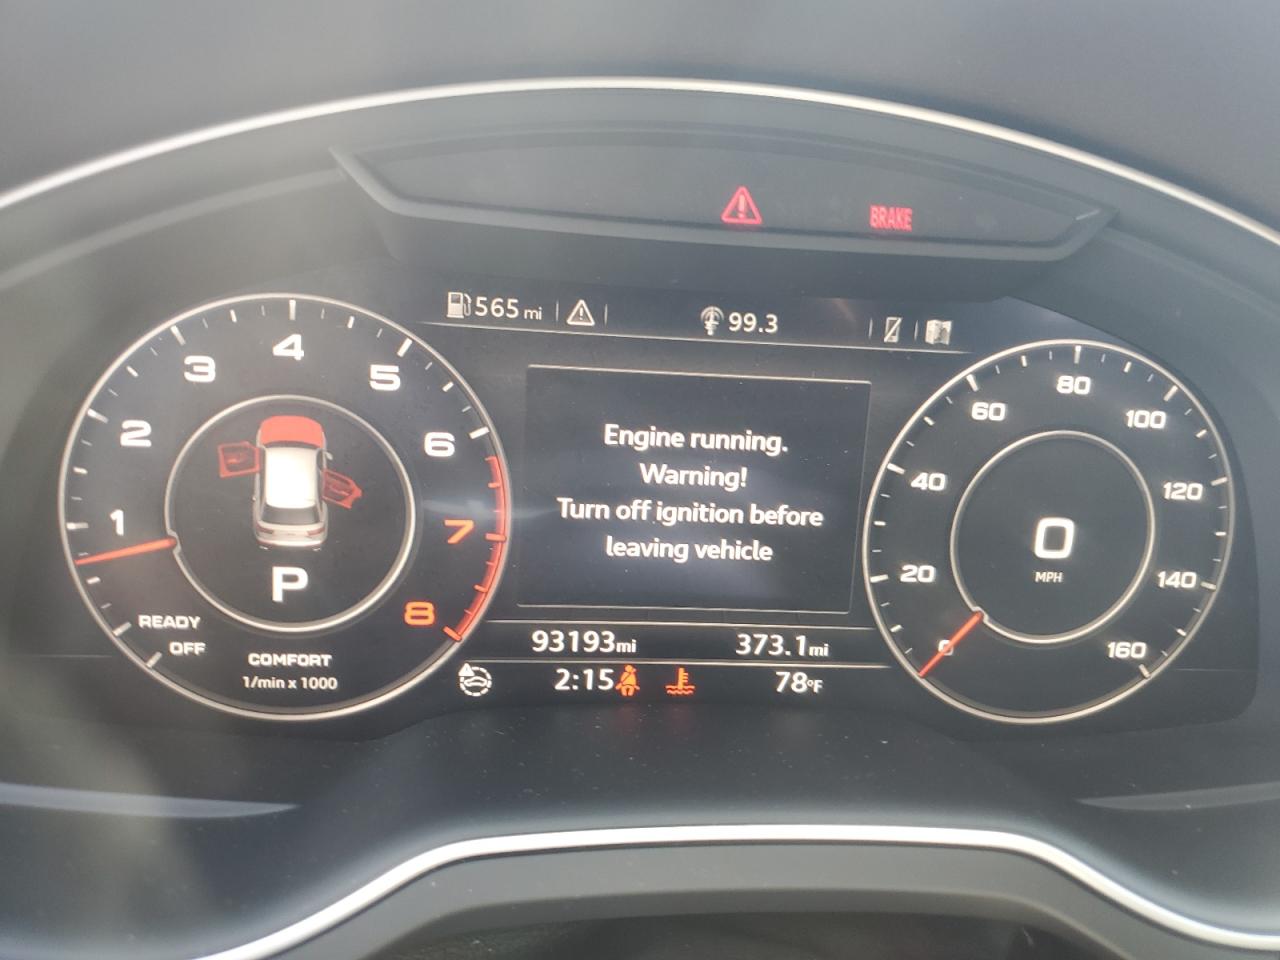 BRAKE
565 mi
99.3
1
2
3
4
5
6
7
8
P
READY
OFF
COMFORT
1/min x 1000
Engine running.
Warning!
Turn off ignition before
leaving vehicle
93193mi
373.1mi
2:15
78°F
0
20
40
60
80
100
120
140
160
0
MPH